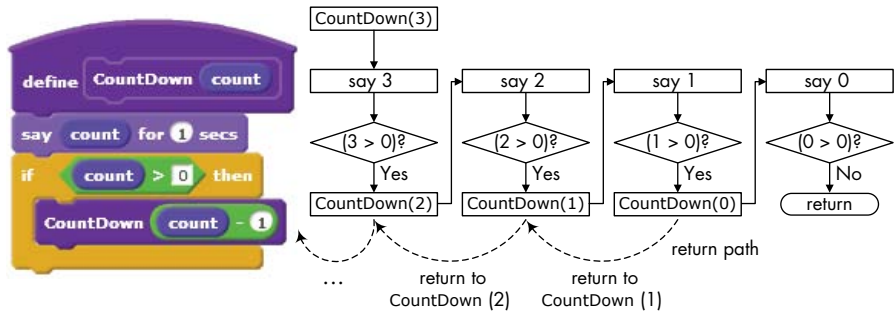 define CountDown count
say count for 1 secs
if count > 0 then
CountDown count - 1
CountDown(3)
say 3
(3 > 0)?
Yes
CountDown(2)
say 2
(2 > 0)?
Yes
CountDown(1)
say 1
(1 > 0)?
Yes
CountDown(0)
say 0
(0 > 0)?
No
return
return path
...
return to
CountDown (2)
return to
CountDown (1)